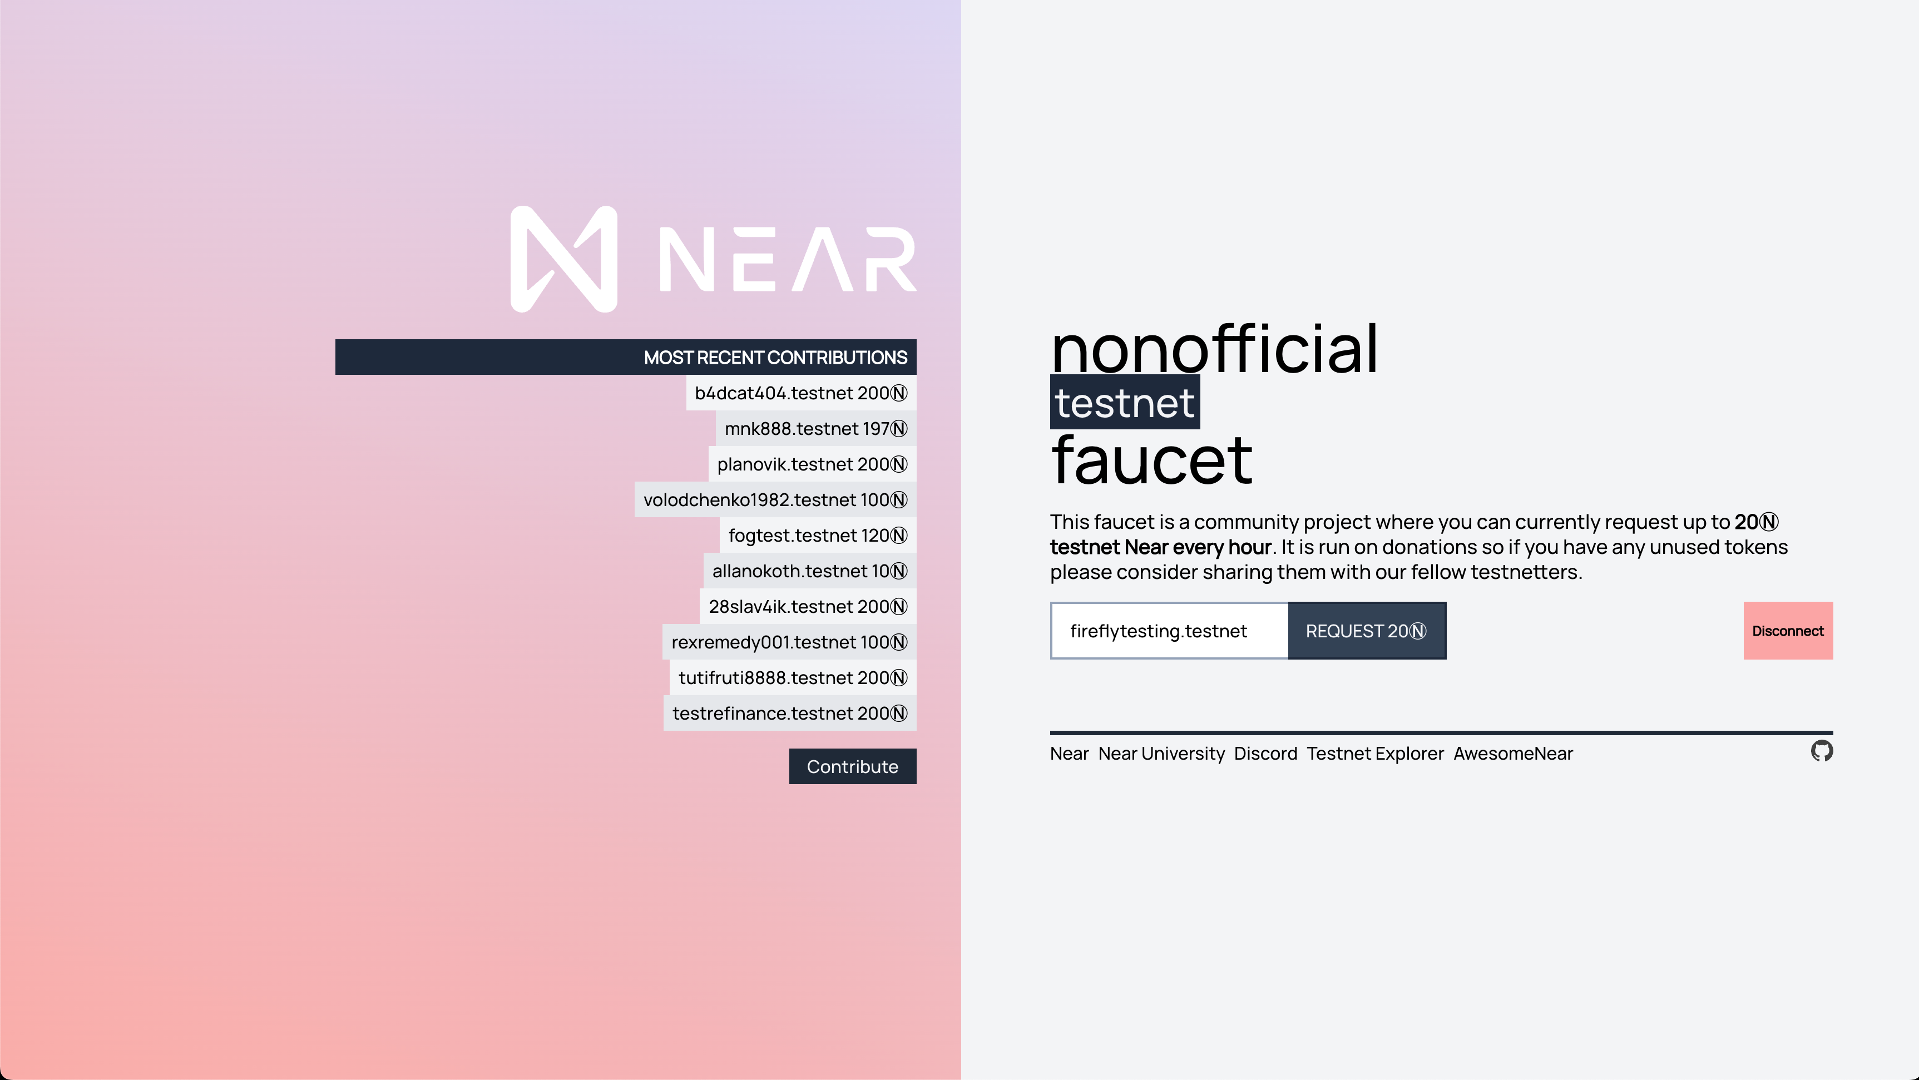 NEAR
MOST RECENT CONTRIBUTIONS
b4dcat404.testnet 200Ⓝ
mnk888.testnet 197Ⓝ
planovik.testnet 200Ⓝ
volodchenko1982.testnet 100Ⓝ
fogtest.testnet 120Ⓝ
allanokoth.testnet 10Ⓝ
28slav4ik.testnet 200Ⓝ
rexremedy001.testnet 100Ⓝ
tutifruti8888.testnet 200Ⓝ
testrefinance.testnet 200Ⓝ
Contribute
nonofficial
testnet
faucet
This faucet is a community project where you can currently request up to 20Ⓝ
testnet Near every hour. It is run on donations so if you have any unused tokens
please consider sharing them with our fellow testnetters.
fireflytesting.testnet REQUEST 20Ⓝ Disconnect
Near Near University Discord Testnet Explorer AwesomeNear